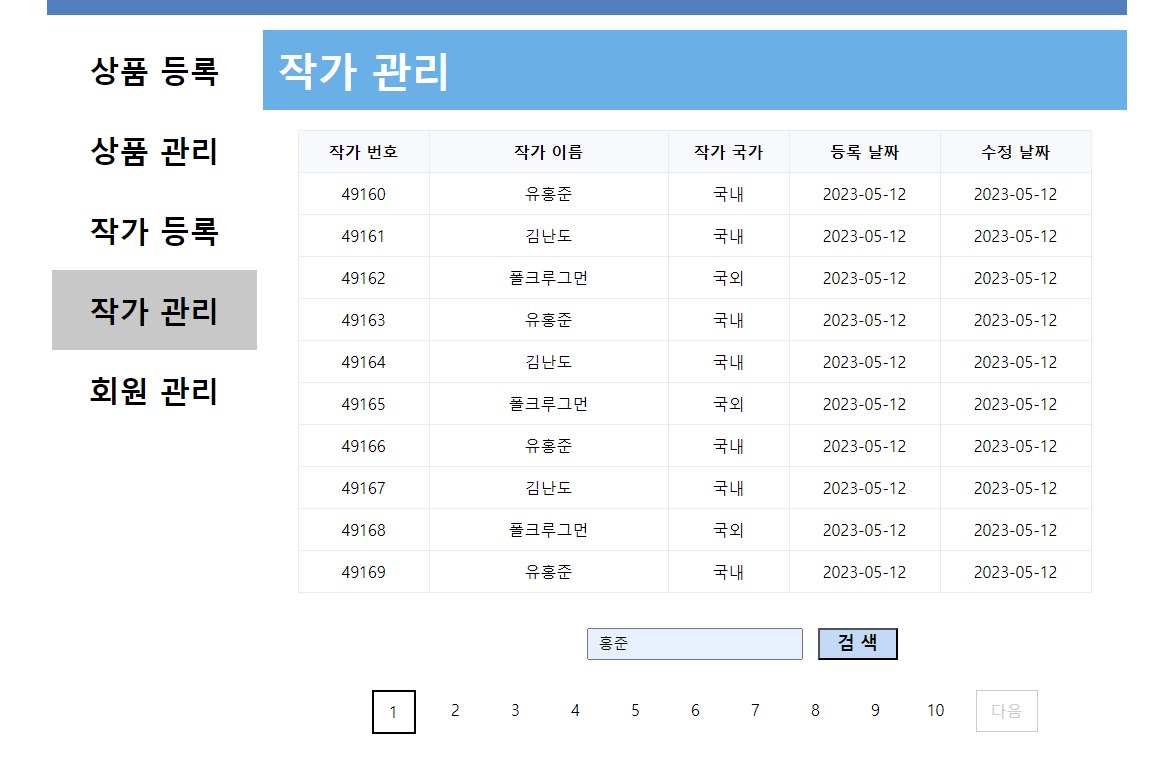 상품 등록
상품 관리
작가 등록
작가 관리
회원 관리
작가 관리
작가 번호 작가 이름 작가 국가 등록 날짜 수정 날짜
49160 유홍준 국내 2023-05-12 2023-05-12
49161 김난도 국내 2023-05-12 2023-05-12
49162 폴크루그먼 국외 2023-05-12 2023-05-12
49163 유홍준 국내 2023-05-12 2023-05-12
49164 김난도 국내 2023-05-12 2023-05-12
49165 폴크루그먼 국외 2023-05-12 2023-05-12
49166 유홍준 국내 2023-05-12 2023-05-12
49167 김난도 국내 2023-05-12 2023-05-12
49168 폴크루그먼 국외 2023-05-12 2023-05-12
49169 유홍준 국내 2023-05-12 2023-05-12
홍준 검 색
1 2 3 4 5 6 7 8 9 10 다음